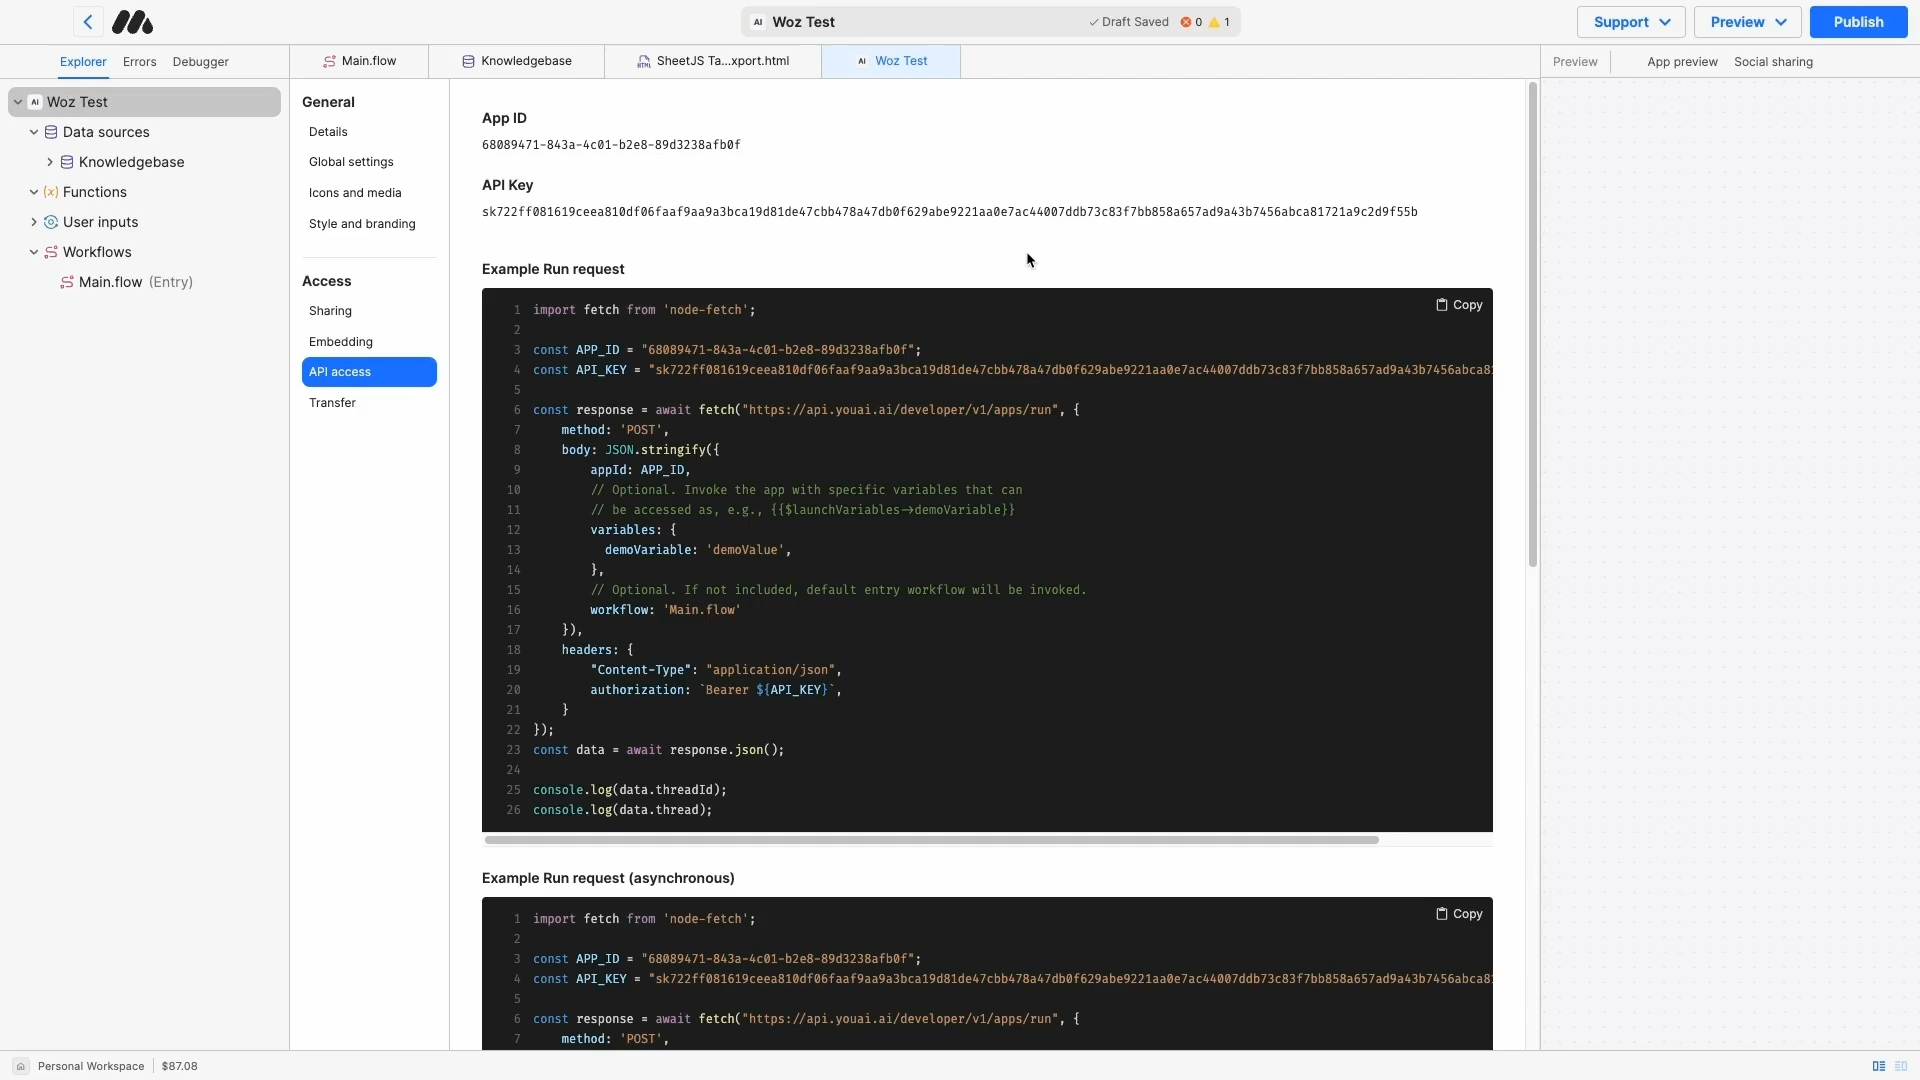 AI Woz Test
Draft Saved 0 1
Support
Preview
Publish
Explorer Errors Debugger
Main.flow
Knowledgebase
HTML SheetJS Ta...xport.html
AI Woz Test
Preview
App preview
Social sharing
AI Woz Test
Data sources
Knowledgebase
(x) Functions
User inputs
Workflows
Main.flow (Entry)
General
Details
Global settings
Icons and media
Style and branding
Access
Sharing
Embedding
API access
Transfer
App ID
68089471-843a-4c01-b2e8-89d3238afb0f
API Key
sk722ff081619ceea810df06faaf9aa9a3bca19d81de47cbb478a47db0f629abe9221aa0e7ac44007ddb73c83f7bb858a657ad9a43b7456abca81721a9c2d9f55b
Example Run request
Copy
1 import fetch from 'node-fetch';
2
3 const APP_ID = "68089471-843a-4c01-b2e8-89d3238afb0f";
4 const API_KEY = "sk722ff081619ceea810df06faaf9aa9a3bca19d81de47cbb478a47db0f629abe9221aa0e7ac44007ddb73c83f7bb858a657ad9a43b7456abca8
5
6 const response = await fetch("https://api.youai.ai/developer/v1/apps/run", {
7 method: 'POST',
8 body: JSON.stringify({
9 appId: APP_ID,
10 // Optional. Invoke the app with specific variables that can
11 // be accessed as, e.g., {{$launchVariables->demoVariable}}
12 variables: {
13 demoVariable: 'demoValue',
14 },
15 // Optional. If not included, default entry workflow will be invoked.
16 workflow: 'Main.flow'
17 }),
18 headers: {
19 "Content-Type": "application/json",
20 authorization: `Bearer ${API_KEY}`,
21 }
22 });
23 const data = await response.json();
24
25 console.log(data.threadId);
26 console.log(data.thread);
Example Run request (asynchronous)
Copy
1 import fetch from 'node-fetch';
2
3 const APP_ID = "68089471-843a-4c01-b2e8-89d3238afb0f";
4 const API_KEY = "sk722ff081619ceea810df06faaf9aa9a3bca19d81de47cbb478a47db0f629abe9221aa0e7ac44007ddb73c83f7bb858a657ad9a43b7456abca8
5
6 const response = await fetch("https://api.youai.ai/developer/v1/apps/run", {
7 method: 'POST',
Personal Workspace $87.08